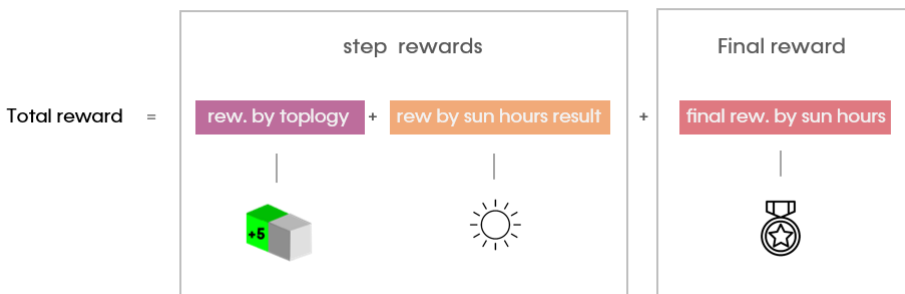 step rewards
Final reward
Total reward = rew. by toplogy + rew by sun hours result + final rew. by sun hours
+5